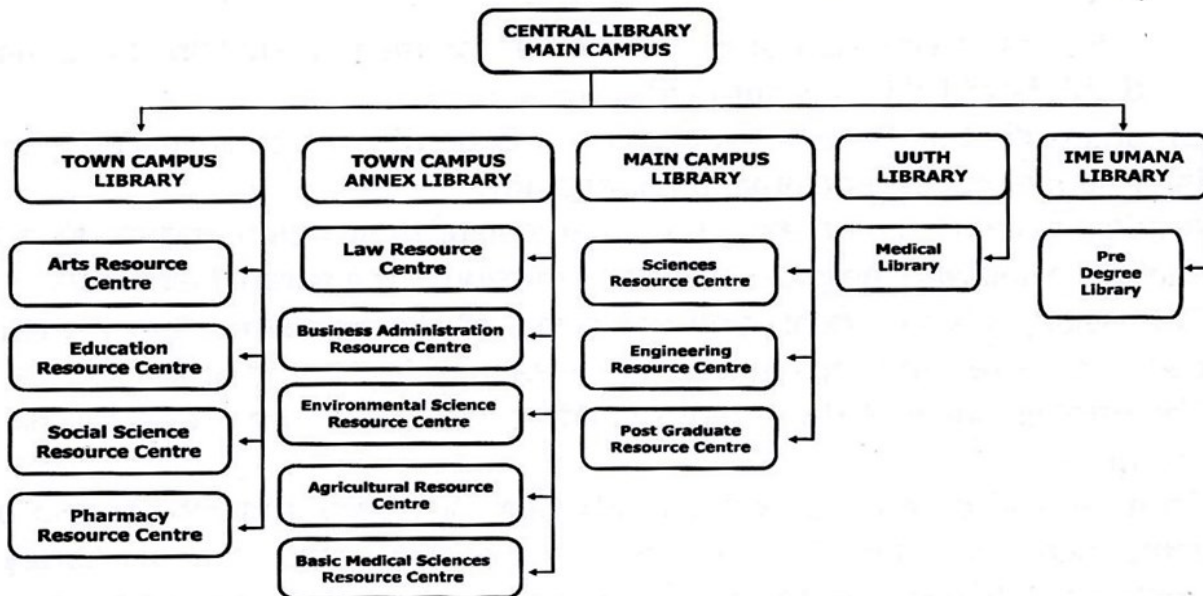 CENTRAL LIBRARY
MAIN CAMPUS
TOWN CAMPUS
LIBRARY
Arts Resource
Centre
Education
Resource Centre
Social Science
Resource Centre
Pharmacy
Resource Centre
TOWN CAMPUS
ANNEX LIBRARY
Law Resource
Centre
Business Administration
Resource Centre
Environmental Science
Resource Centre
Agricultural Resource
Centre
Basic Medical Sciences
Resource Centre
MAIN CAMPUS
LIBRARY
Sciences
Resource Centre
Engineering
Resource Centre
Post Graduate
Resource Centre
UUTH
LIBRARY
Medical
Library
IME UMANA
LIBRARY
Pre
Degree
Library